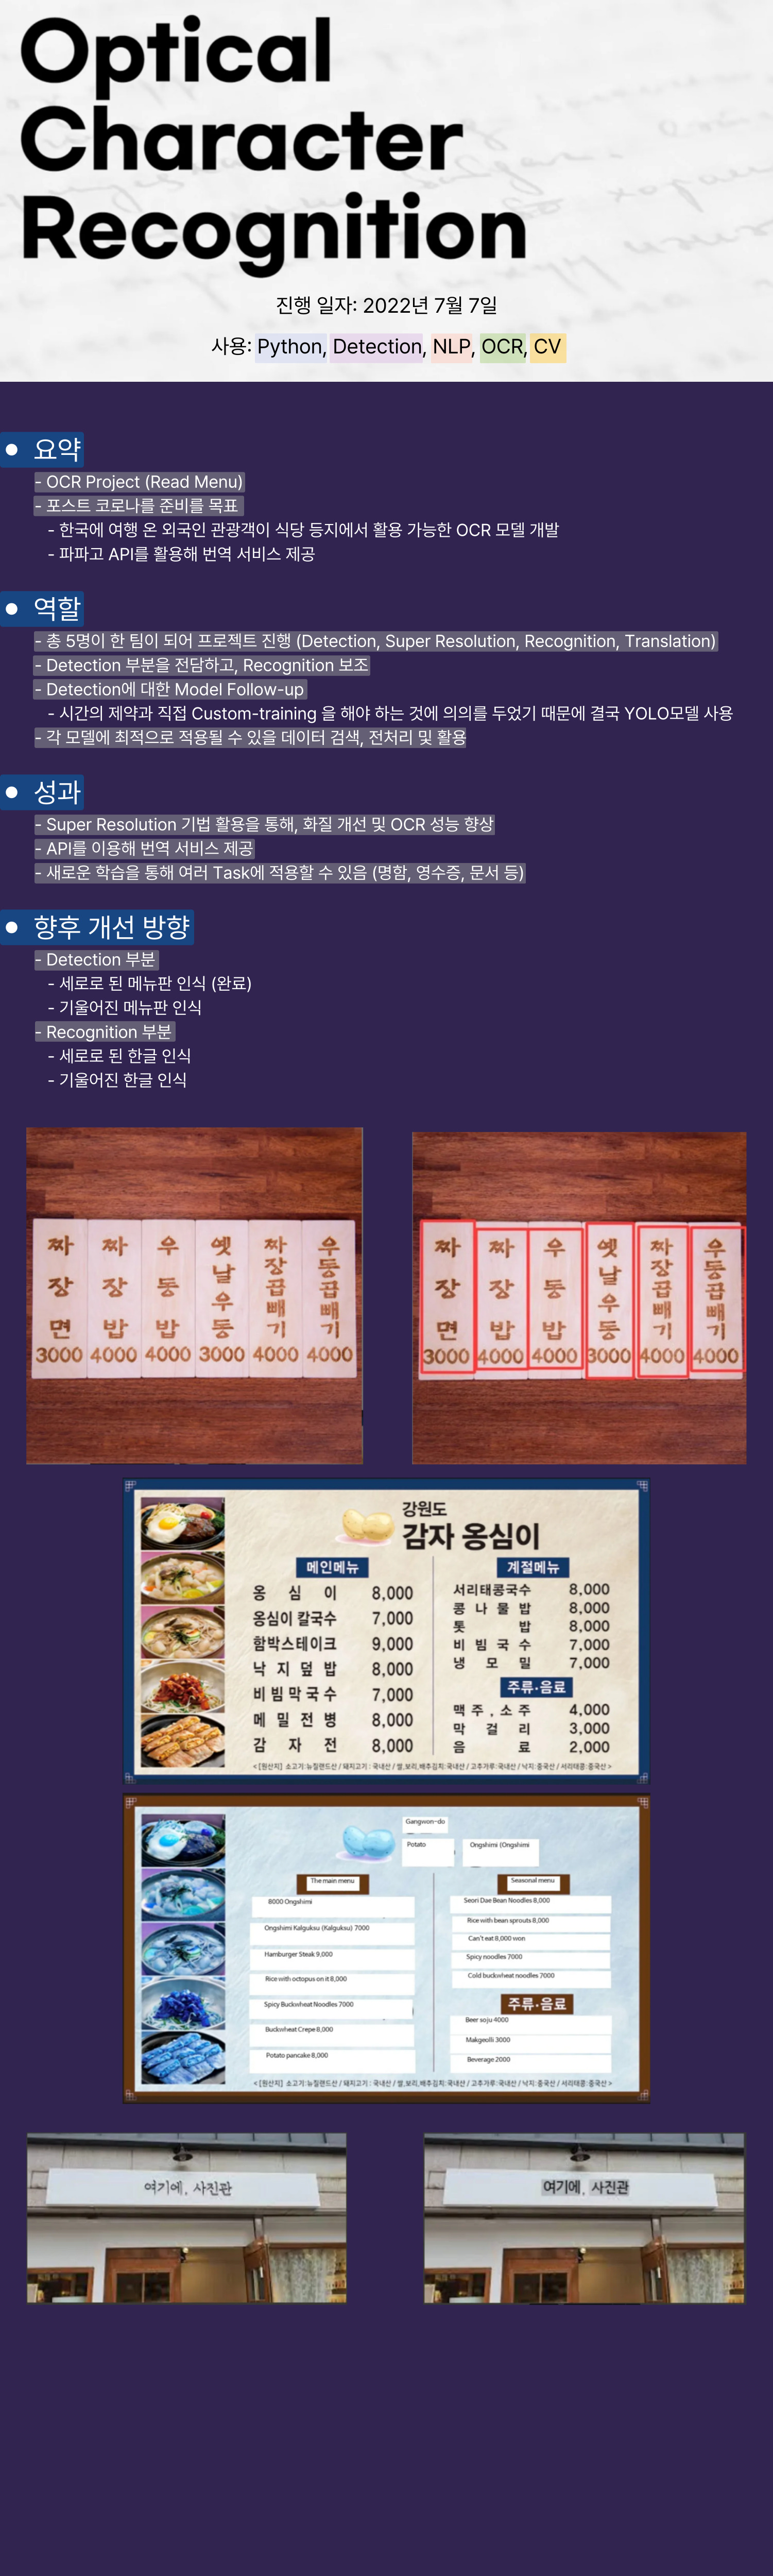 Optical
Character
Recognition
진행 일자: 2022년 7월 7일
사용: Python, Detection, NLP, OCR, CV
• 요약
- OCR Project (Read Menu)
- 포스트 코로나를 준비를 목표
- 한국에 여행 온 외국인 관광객이 식당 등지에서 활용 가능한 OCR 모델 개발
- 파파고 API를 활용해 번역 서비스 제공
• 역할
- 총 5명이 한 팀이 되어 프로젝트 진행 (Detection, Super Resolution, Recognition, Translation)
- Detection 부분을 전담하고, Recognition 보조
- Detection에 대한 Model Follow-up
- 시간의 제약과 직접 Custom-training 을 해야 하는 것에 의의를 두었기 때문에 결국 YOLO모델 사용
- 각 모델에 최적으로 적용될 수 있을 데이터 검색, 전처리 및 활용
• 성과
- Super Resolution 기법 활용을 통해, 화질 개선 및 OCR 성능 향상
- API를 이용해 번역 서비스 제공
- 새로운 학습을 통해 여러 Task에 적용할 수 있음 (명함, 영수증, 문서 등)
• 향후 개선 방향
- Detection 부분
- 세로로 된 메뉴판 인식 (완료)
- 기울어진 메뉴판 인식
- Recognition 부분
- 세로로 된 한글 인식
- 기울어진 한글 인식
짜장면 3000
짜장밥 4000
우동밥 4000
옛날우동 3000
짜장곱빼기 4000
우동곱빼기 4000
짜장면 3000
짜장밥 4000
우동밥 4000
옛날우동 3000
짜장곱빼기 4000
우동곱빼기 4000
강원도
감자 옹심이
메인메뉴
옹 심 이 8,000
옹심이 칼국수 7,000
함박스테이크 9,000
낙 지 덮 밥 8,000
비 빔 막 국 수 7,000
메 밀 전 병 8,000
감 자 전 8,000
계절메뉴
서리태콩국수 8,000
콩 나 물 밥 8,000
톳 밥 8,000
비 빔 국 수 7,000
냉 모 밀 7,000
주류·음료
맥 주 , 소 주 4,000
막 걸 리 3,000
음 료 2,000
< [원산지] 소고기:뉴질랜드산 / 돼지고기 : 국내산 / 쌀,보리,배추김치:국내산 / 고추가루:국내산 / 낙지:중국산 / 서리태콩:중국산 >
Gangwon-do
Potato Ongshimi (Ongshimi
The main menu
8000 Ongshimi
Ongshimi Kalguksu (Kalguksu) 7000
Hamburger Steak 9,000
Rice with octopus on it 8,000
Spicy Buckwheat Noodles 7000
Buckwheat Crepe 8,000
Potato pancake 8,000
Seasonal menu
Seori Dae Bean Noodles 8,000
Rice with bean sprouts 8,000
Can't eat 8,000 won
Spicy noodles 7000
Cold buckwheat noodles 7000
주류·음료
Beer soju 4000
Makgeolli 3000
Beverage 2000
< [원산지] 소고기:뉴질랜드산 / 돼지고기 : 국내산 / 쌀,보리,배추김치:국내산 / 고추가루:국내산 / 낙지:중국산 / 서리태콩:중국산 >
여기에, 사진관
여기에, 사진관